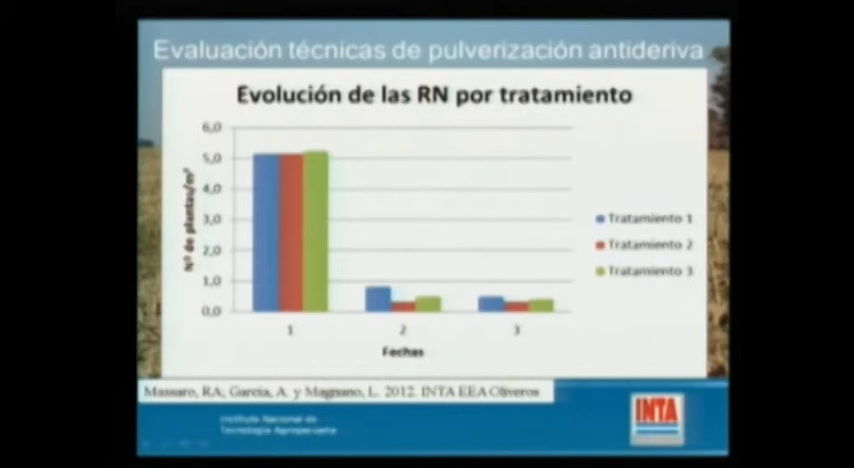 Evaluación técnicas de pulverización antideriva
Evolución de las RN por tratamiento
6,0
5,0
4,0
3,0
2,0
1,0
0,0
Nº de plantas/m²
1
2
3
Fechas
Tratamiento 1
Tratamiento 2
Tratamiento 3
Massaro, RA, García, A. y Magnano, L. 2012. INTA EEA Oliveros
Instituto Nacional de
Tecnología Agropecuaria
INTA